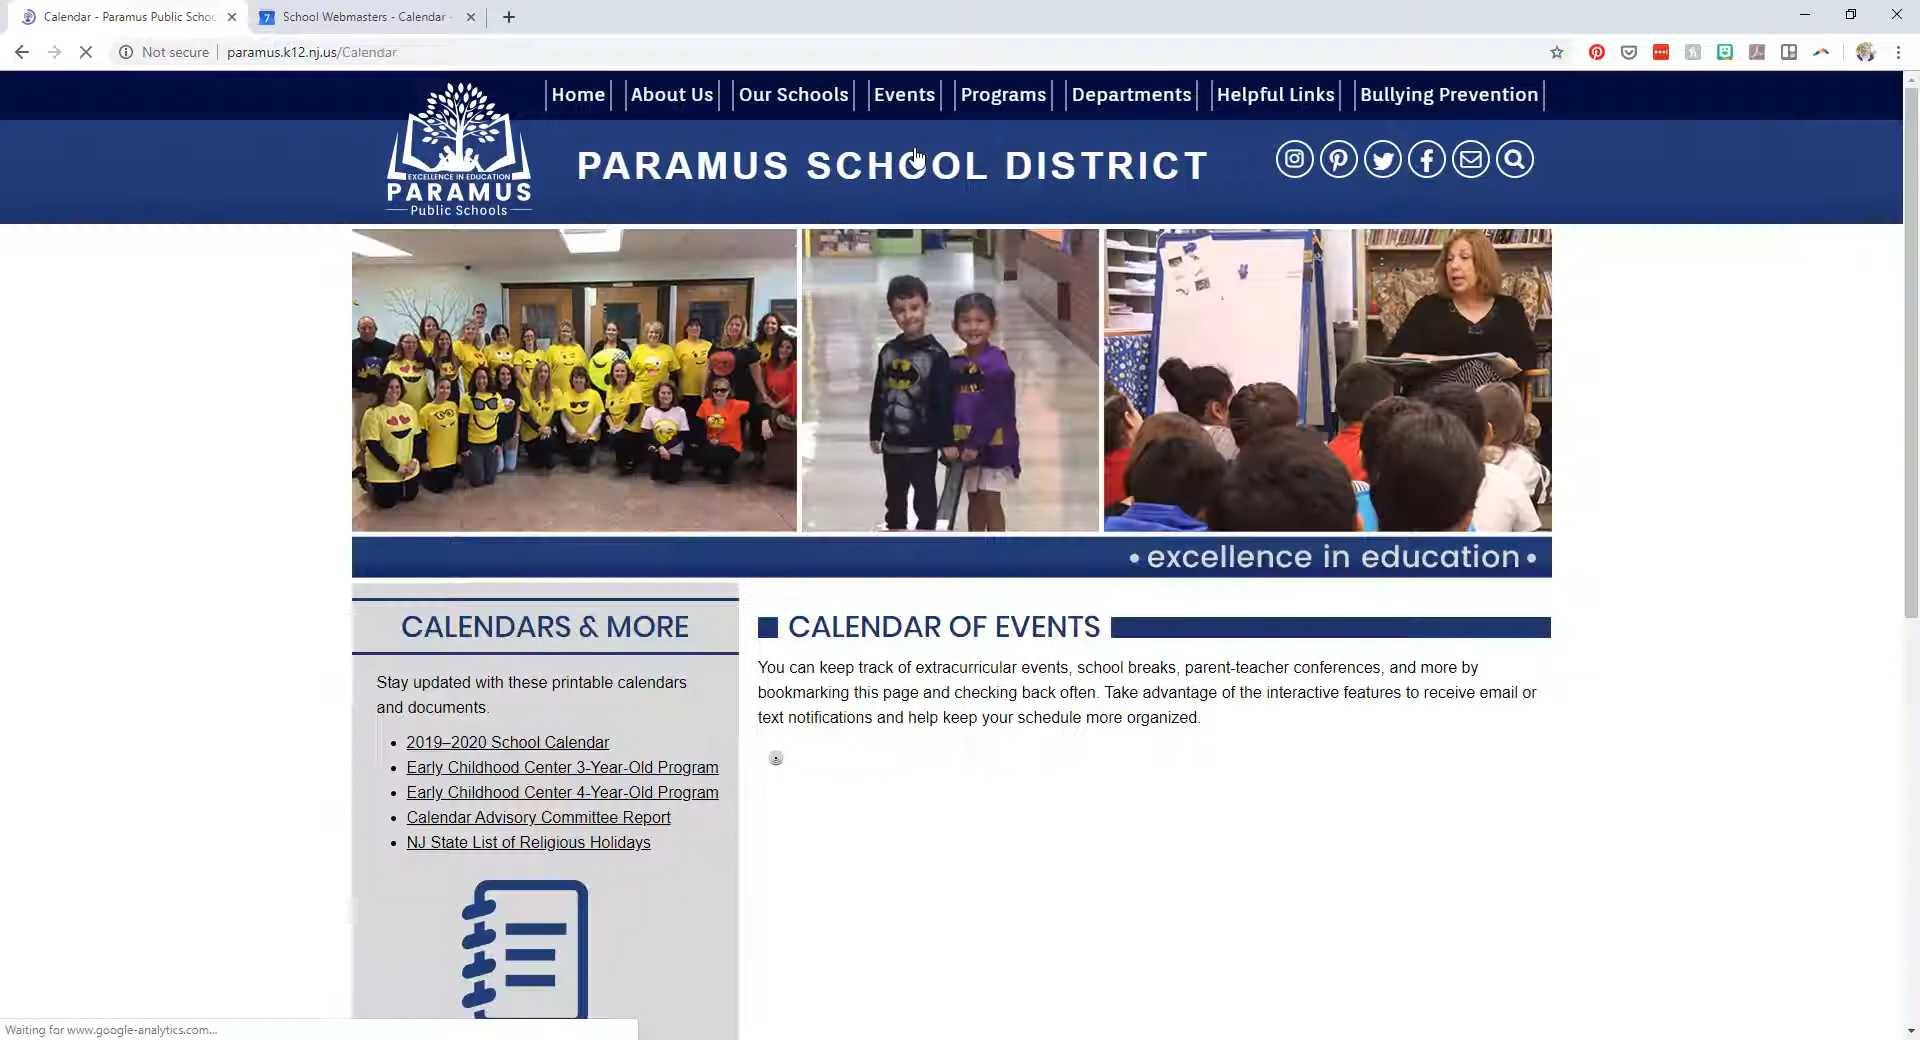 Calendar - Paramus Public Schoo
School Webmasters - Calendar -
Not secure
paramus.k12.nj.us/Calendar
Home
About Us
Our Schools
Events
Programs
Departments
Helpful Links
Bullying Prevention
EXCELLENCE IN EDUCATION
PARAMUS
Public Schools
PARAMUS SCHOOL DISTRICT
• excellence in education •
CALENDARS & MORE
Stay updated with these printable calendars
and documents.
• 2019–2020 School Calendar
• Early Childhood Center 3-Year-Old Program
• Early Childhood Center 4-Year-Old Program
• Calendar Advisory Committee Report
• NJ State List of Religious Holidays
CALENDAR OF EVENTS
You can keep track of extracurricular events, school breaks, parent-teacher conferences, and more by
bookmarking this page and checking back often. Take advantage of the interactive features to receive email or
text notifications and help keep your schedule more organized.
Waiting for www.google-analytics.com...